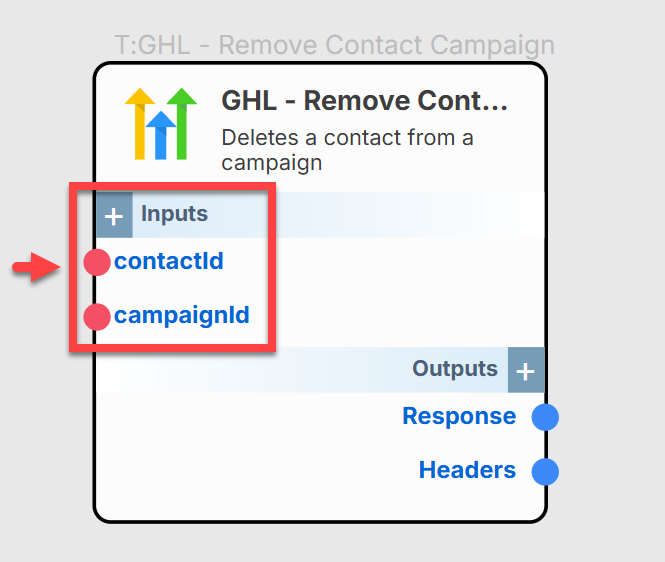 T:GHL - Remove Contact Campaign
GHL - Remove Cont...
Deletes a contact from a
campaign
+ Inputs
contactId
campaignId
Outputs +
Response
Headers